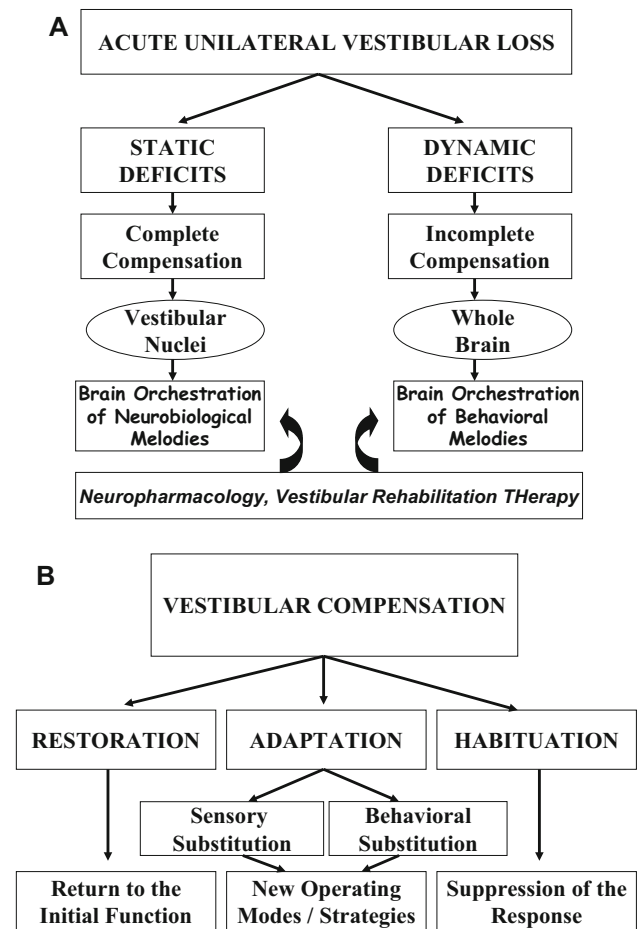 A
ACUTE UNILATERAL VESTIBULAR LOSS
STATIC
DEFICITS
DYNAMIC
DEFICITS
Complete
Compensation
Incomplete
Compensation
Vestibular
Nuclei
Whole
Brain
Brain Orchestration
of Neurobiological
Melodies
Brain Orchestration
of Behavioral
Melodies
Neuropharmacology, Vestibular Rehabilitation THerapy
B
VESTIBULAR COMPENSATION
RESTORATION
ADAPTATION
HABITUATION
Sensory
Substitution
Behavioral
Substitution
Return to the
Initial Function
New Operating
Modes / Strategies
Suppression of the
Response